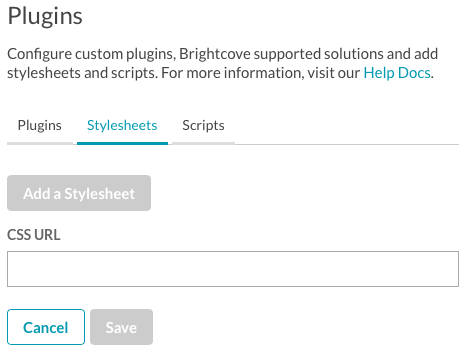 Plugins
Configure custom plugins, Brightcove supported solutions and add
stylesheets and scripts. For more information, visit our Help Docs.
Plugins Stylesheets Scripts
Add a Stylesheet
CSS URL
Cancel Save